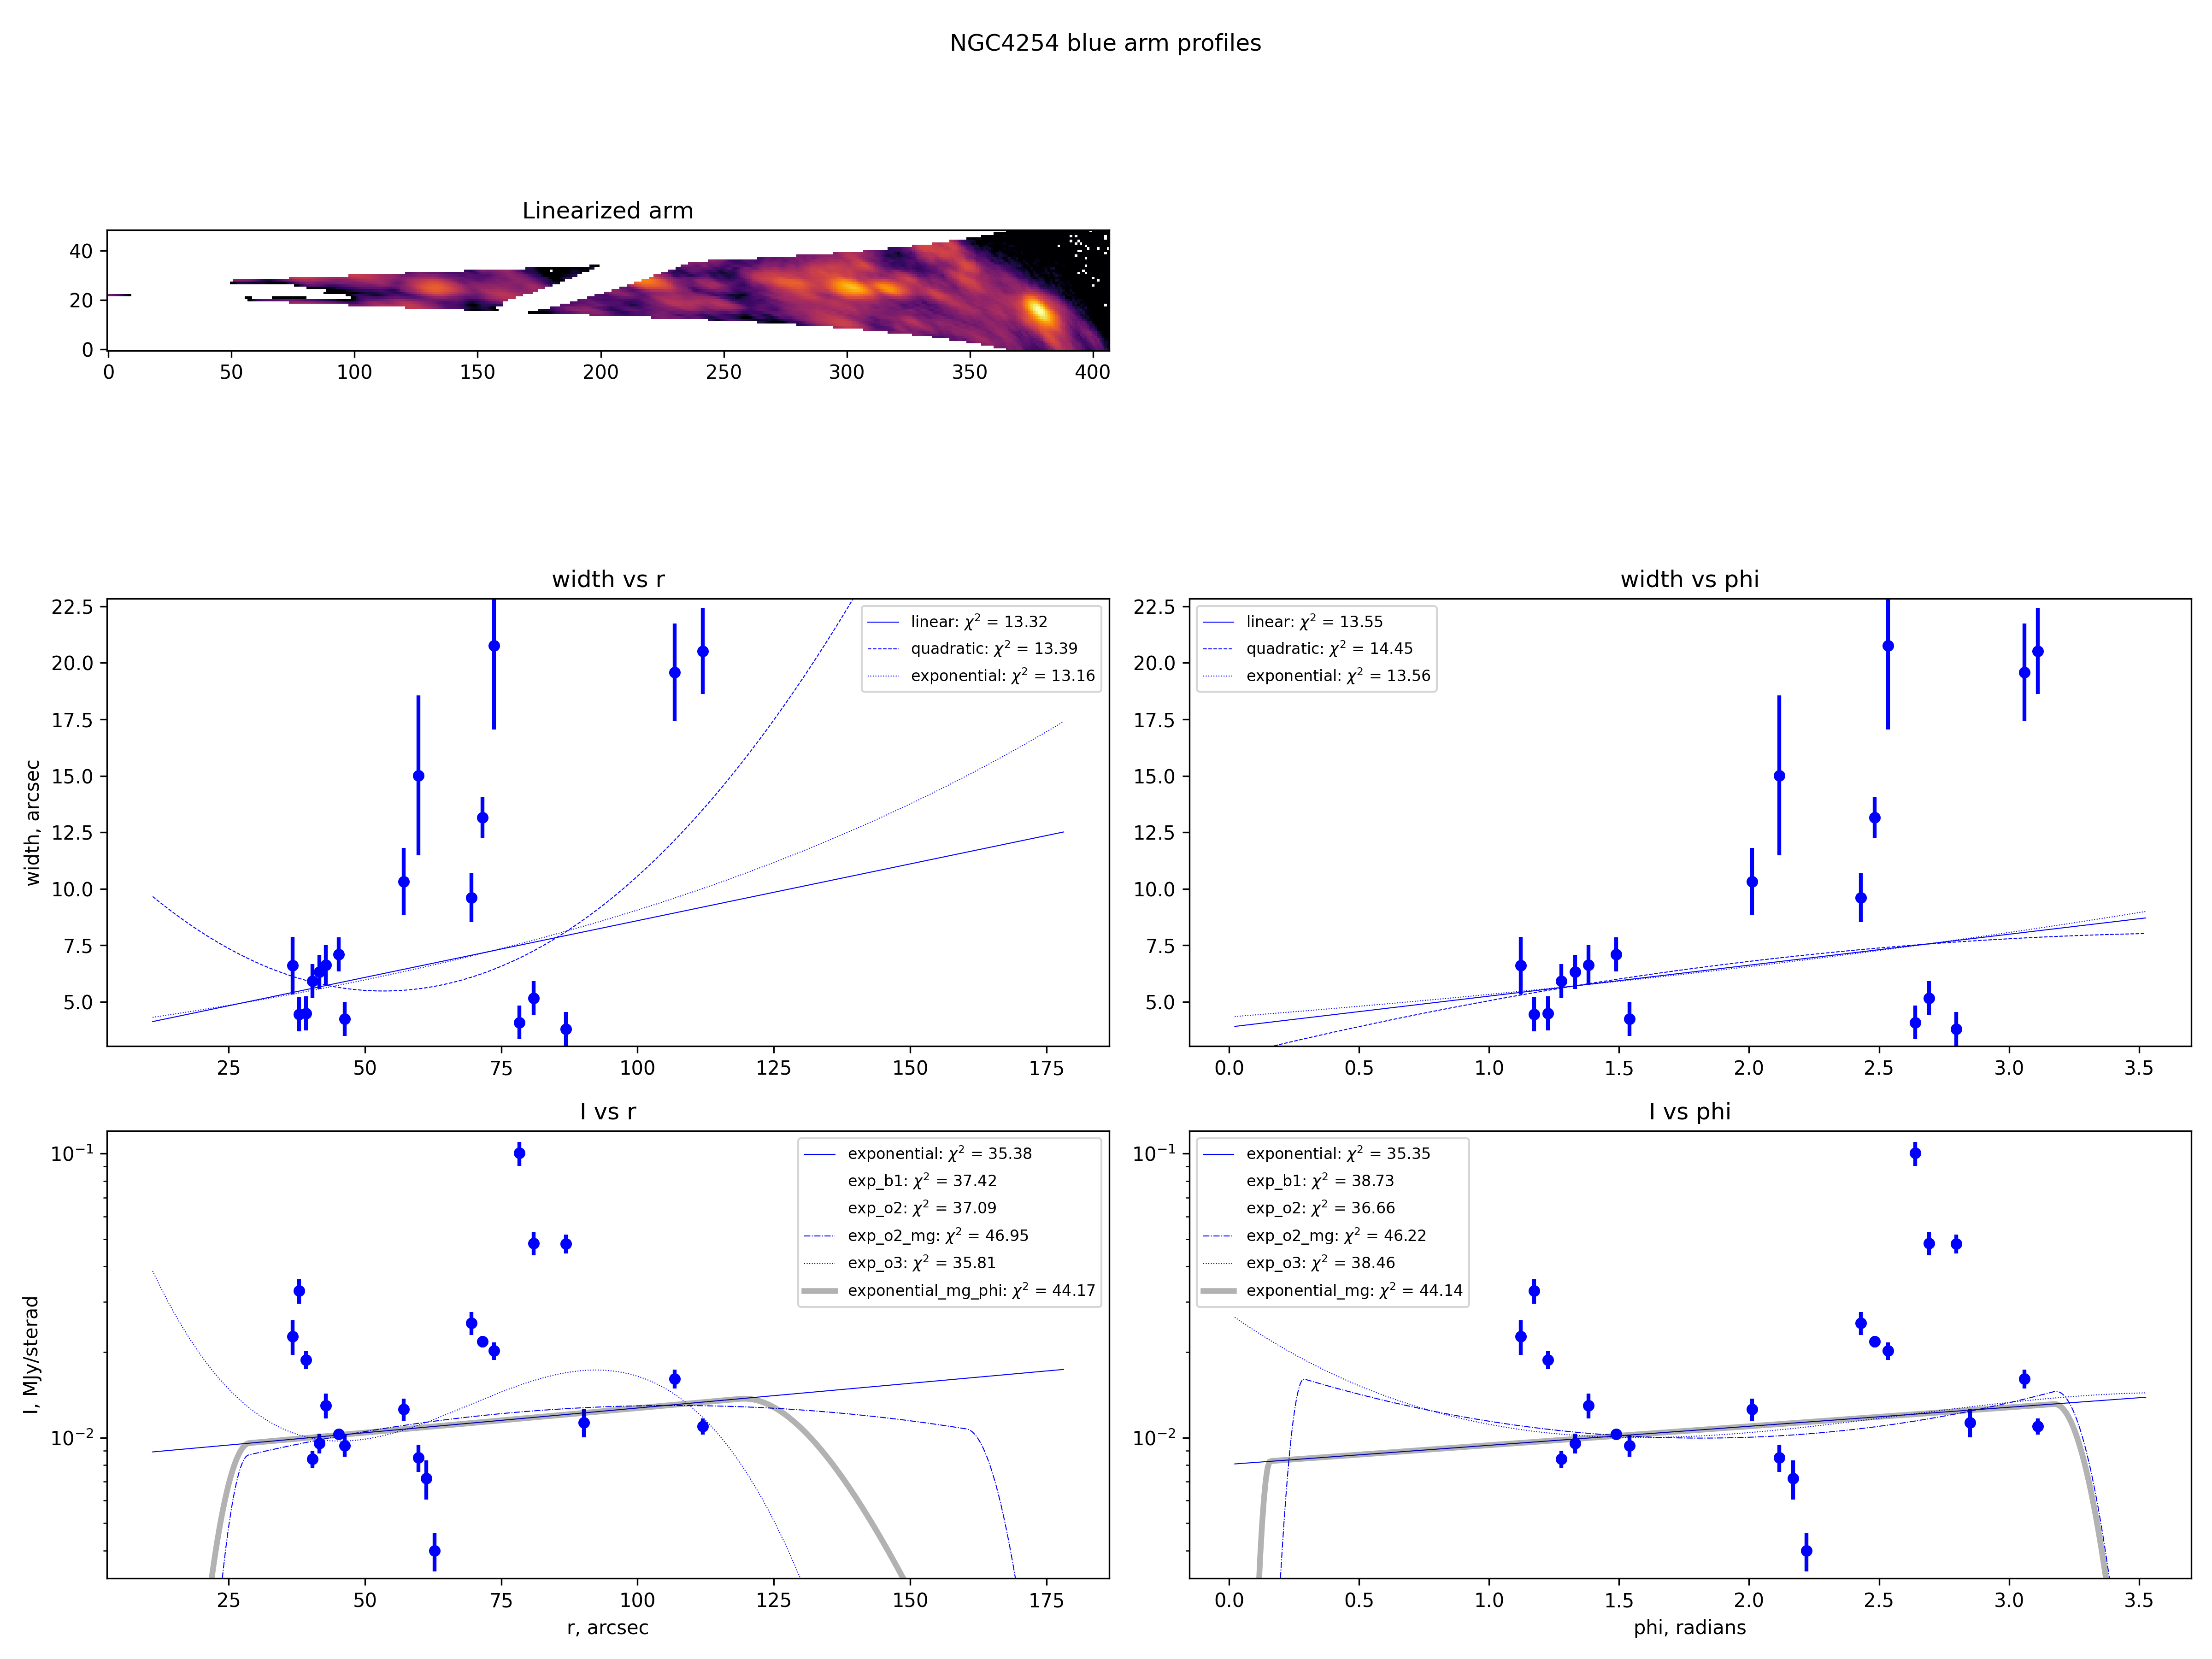 NGC4254 blue arm profiles
Linearized arm
40
20
0
0 50 100 150 200 250 300 350 400
width vs r
width, arcsec
22.5
20.0
17.5
15.0
12.5
10.0
7.5
5.0
linear: χ² = 13.32
quadratic: χ² = 13.39
exponential: χ² = 13.16
25 50 75 100 125 150 175
width vs phi
22.5
20.0
17.5
15.0
12.5
10.0
7.5
5.0
linear: χ² = 13.55
quadratic: χ² = 14.45
exponential: χ² = 13.56
0.0 0.5 1.0 1.5 2.0 2.5 3.0 3.5
I vs r
I, MJy/sterad
10⁻¹
10⁻²
exponential: χ² = 35.38
exp_b1: χ² = 37.42
exp_o2: χ² = 37.09
exp_o2_mg: χ² = 46.95
exp_o3: χ² = 35.81
exponential_mg_phi: χ² = 44.17
25 50 75 100 125 150 175
r, arcsec
I vs phi
10⁻¹
10⁻²
exponential: χ² = 35.35
exp_b1: χ² = 38.73
exp_o2: χ² = 36.66
exp_o2_mg: χ² = 46.22
exp_o3: χ² = 38.46
exponential_mg: χ² = 44.14
0.0 0.5 1.0 1.5 2.0 2.5 3.0 3.5
phi, radians